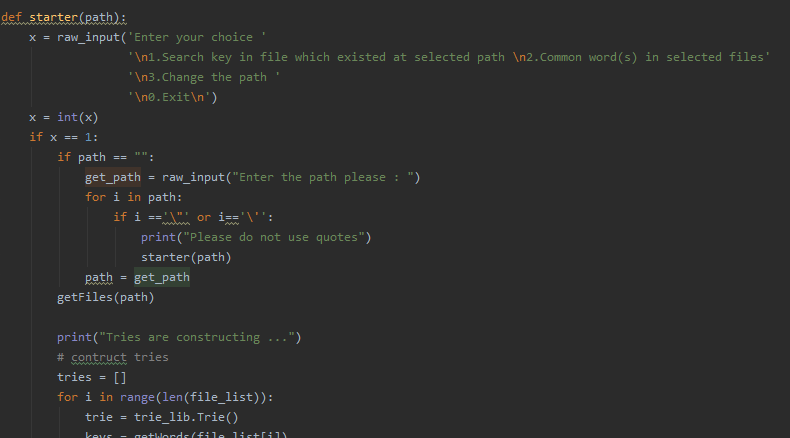 def starter(path):
    x = raw_input('Enter your choice '
                  '\n1.Search key in file which existed at selected path \n2.Common word(s) in selected files'
                  '\n3.Change the path '
                  '\n0.Exit\n')
    x = int(x)
    if x == 1:
        if path == "":
            get_path = raw_input("Enter the path please : ")
            for i in path:
                if i =='\"' or i=='\'':
                    print("Please do not use quotes")
                    starter(path)
            path = get_path
        getFiles(path)

        print("Tries are constructing ...")
        # contruct tries
        tries = []
        for i in range(len(file_list)):
            trie = trie_lib.Trie()
            keys = getWords(file_list[i])